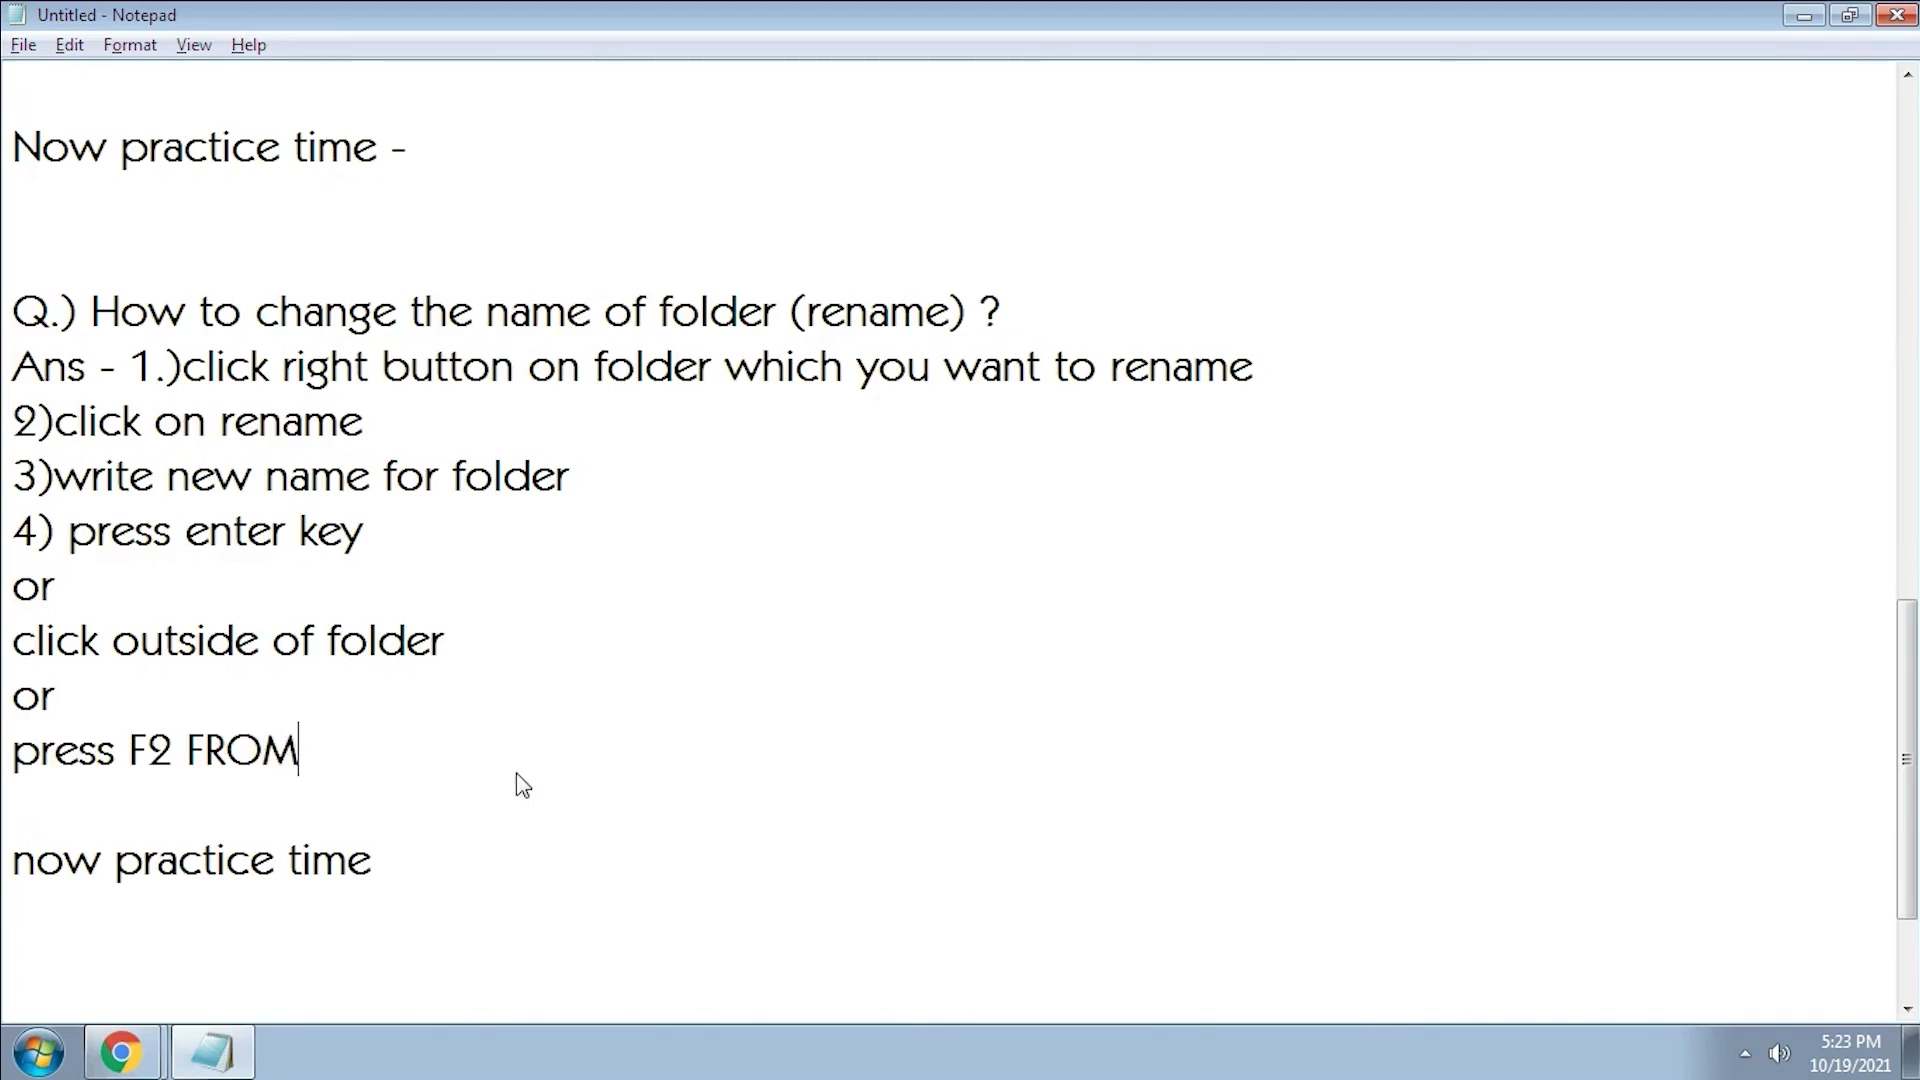 Untitled - Notepad
File Edit Format View Help
Now practice time -
Q.) How to change the name of folder (rename) ?
Ans - 1.)click right button on folder which you want to rename
2)click on rename
3)write new name for folder
4) press enter key
or
click outside of folder
or
press F2 FROM
now practice time
5:23 PM
10/19/2021